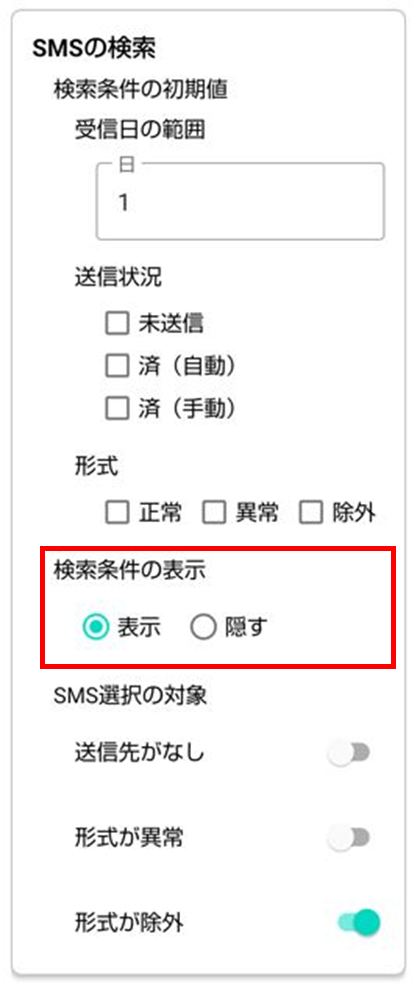 SMSの検索
検索条件の初期値
受信日の範囲
日
1
送信状況
未送信
済（自動）
済（手動）
形式
正常 異常 除外
検索条件の表示
表示 隠す
SMS選択の対象
送信先がなし
形式が異常
形式が除外